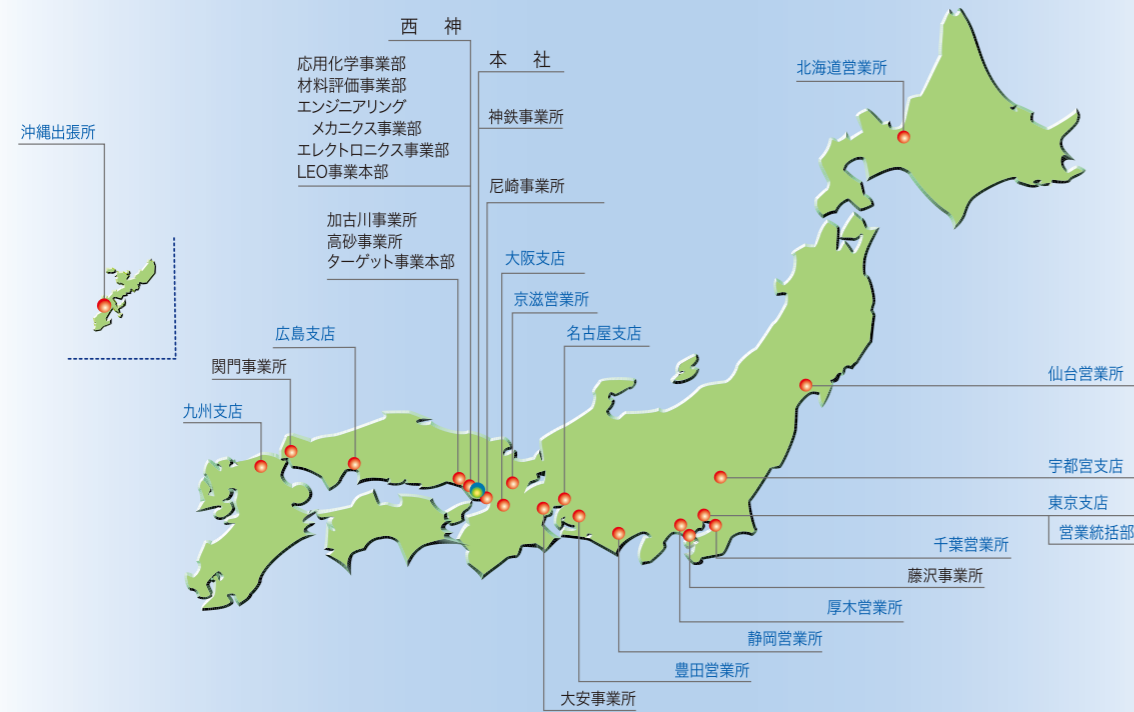 西　神
本　社
応用化学事業部
材料評価事業部
エンジニアリング
メカニクス事業部
エレクトロニクス事業部
LEO事業本部
神鉄事業所
尼崎事業所
北海道営業所
沖縄出張所
加古川事業所
高砂事業所
ターゲット事業本部
大阪支店
京滋営業所
名古屋支店
広島支店
関門事業所
九州支店
仙台営業所
宇都宮支店
東京支店
営業統括部
千葉営業所
藤沢事業所
厚木営業所
静岡営業所
豊田営業所
大安事業所